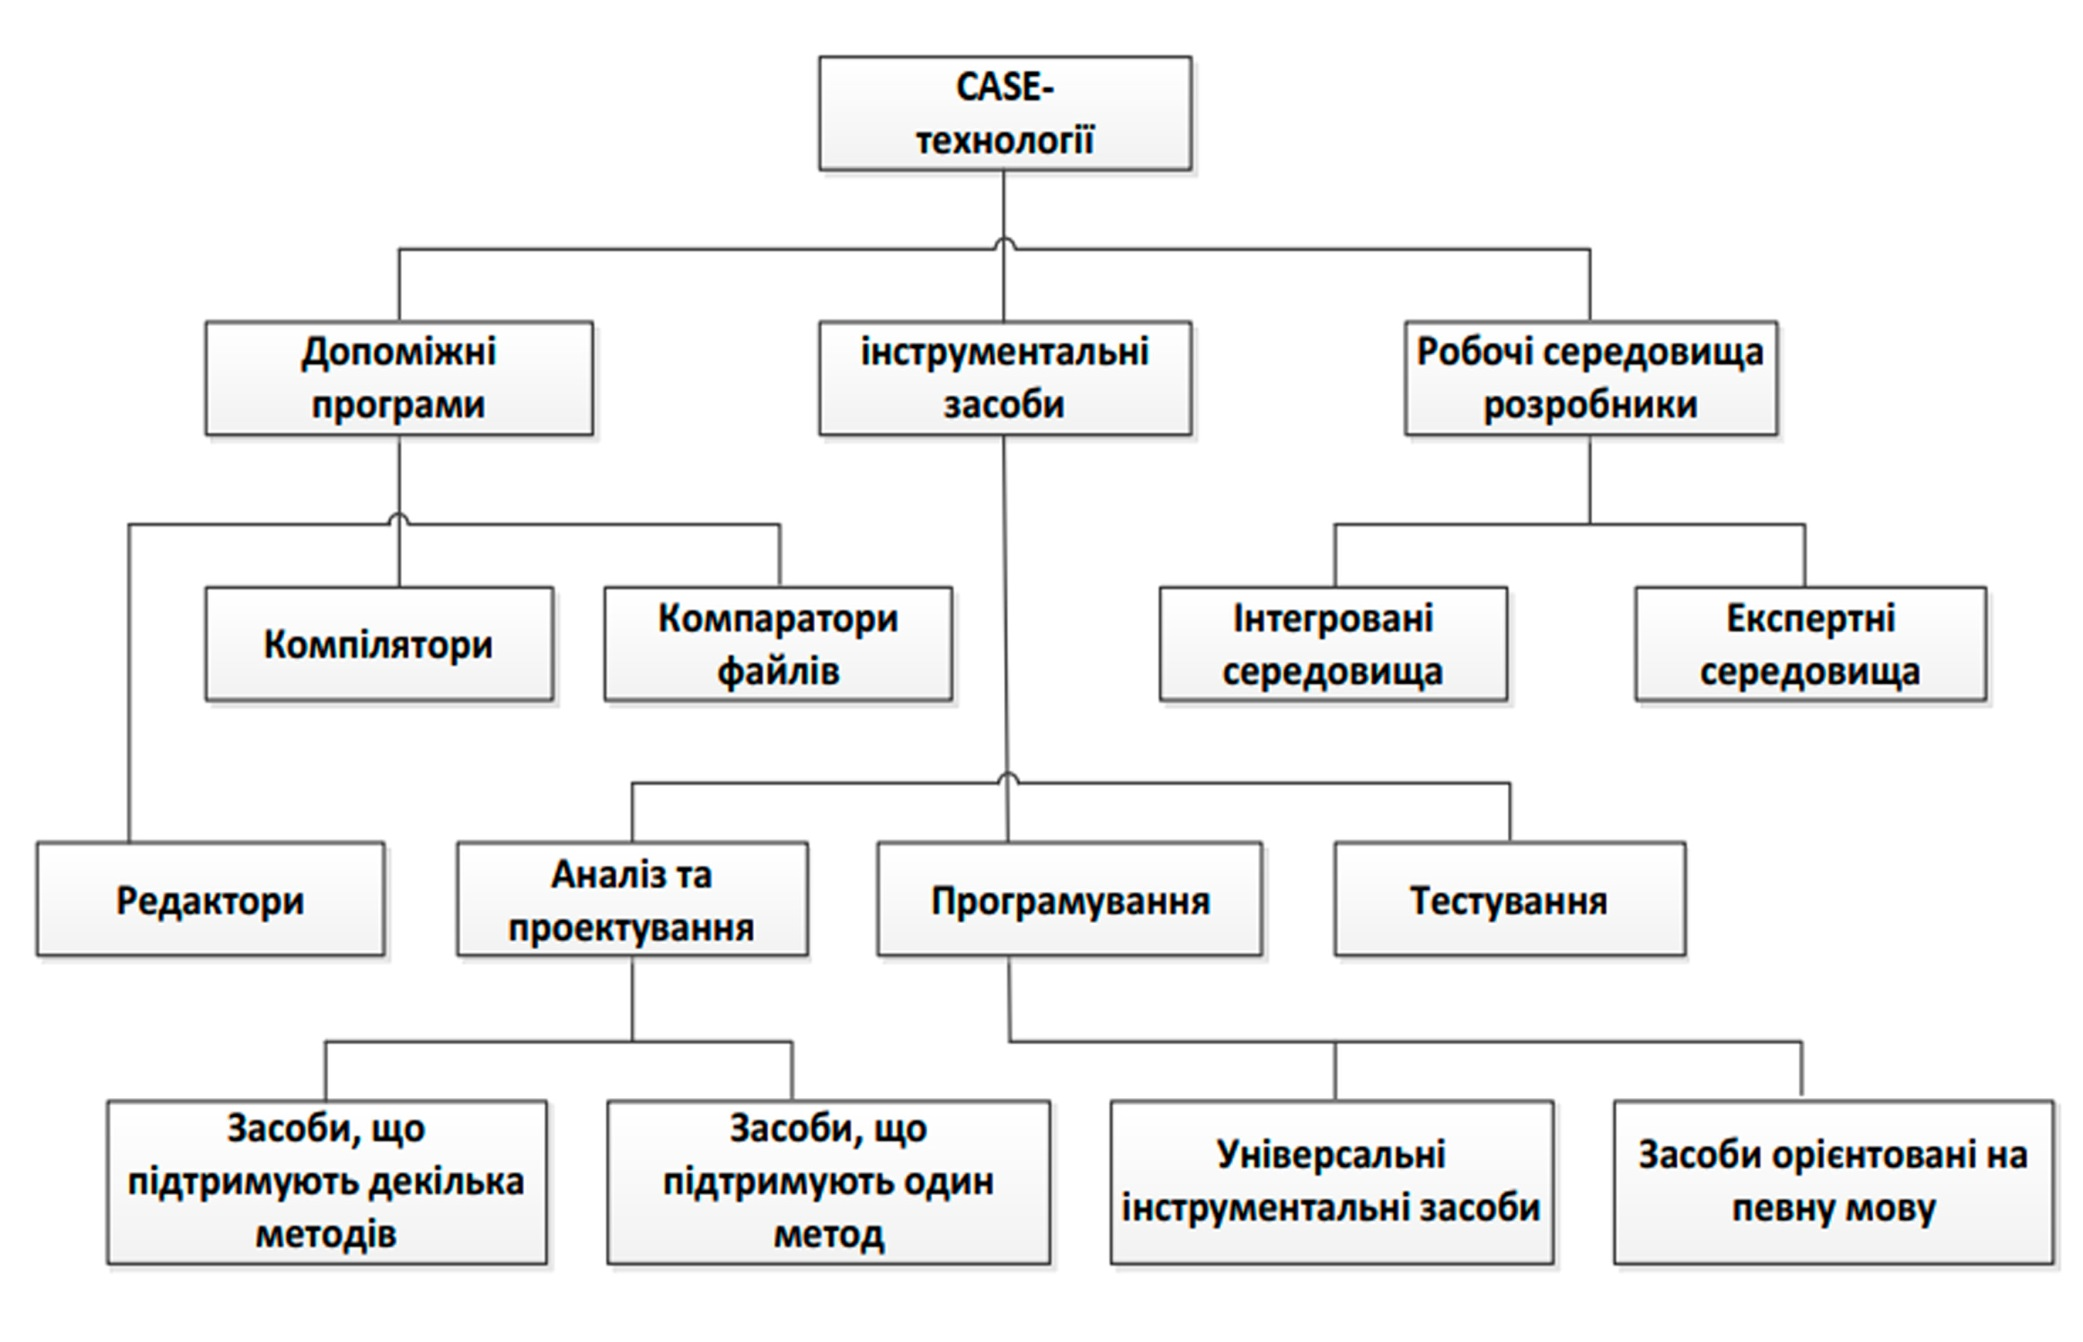 CASE-
технології
Допоміжні
програми
інструментальні
засоби
Робочі середовища
розробники
Компілятори
Компаратори
файлів
Інтегровані
середовища
Експертні
середовища
Редактори
Аналіз та
проектування
Програмування
Тестування
Засоби, що
підтримують декілька
методів
Засоби, що
підтримують один
метод
Універсальні
інструментальні засоби
Засоби орієнтовані на
певну мову